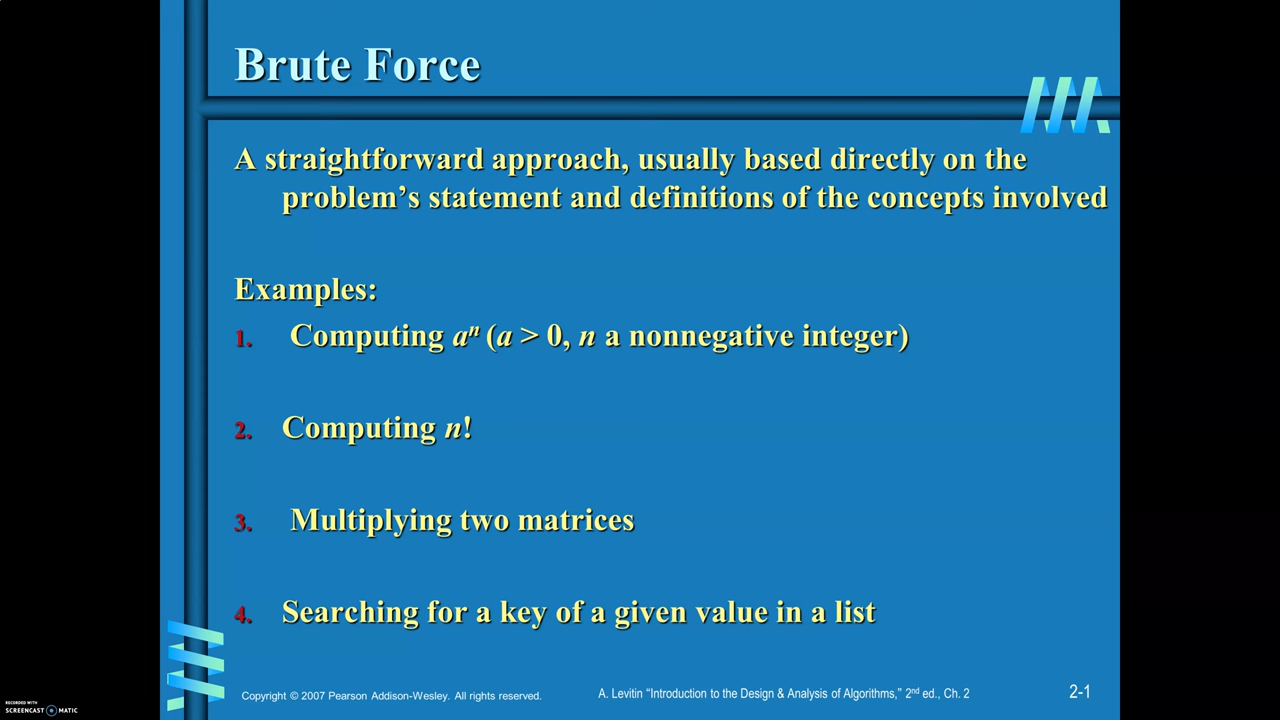 Brute Force
A straightforward approach, usually based directly on the
problem’s statement and definitions of the concepts involved
Examples:
1. Computing aⁿ (a > 0, n a nonnegative integer)
2. Computing n!
3. Multiplying two matrices
4. Searching for a key of a given value in a list
Copyright © 2007 Pearson Addison-Wesley. All rights reserved.
A. Levitin “Introduction to the Design & Analysis of Algorithms,” 2nd ed., Ch. 2
2-1
RECORDED WITH
SCREENCAST MATIC